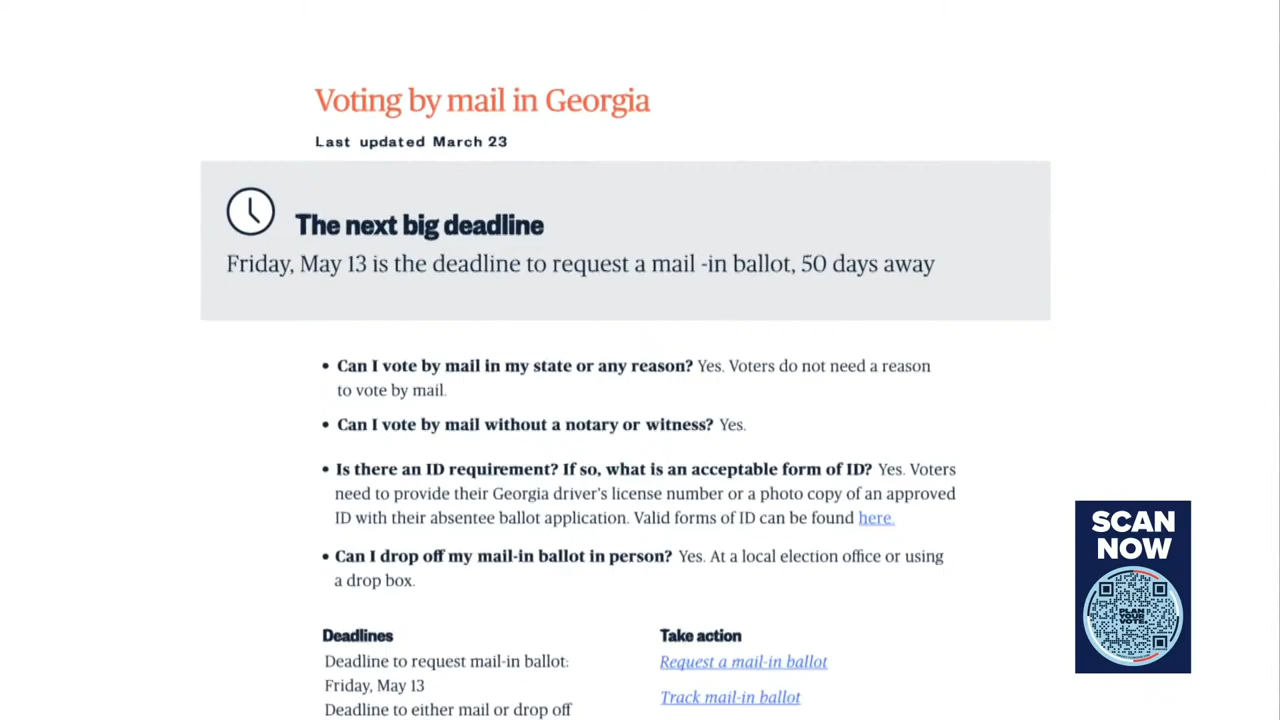 Voting by mail in Georgia
Last updated March 23
The next big deadline
Friday, May 13 is the deadline to request a mail -in ballot, 50 days away
• Can I vote by mail in my state or any reason? Yes. Voters do not need a reason
to vote by mail.
• Can I vote by mail without a notary or witness? Yes.
• Is there an ID requirement? If so, what is an acceptable form of ID? Yes. Voters
need to provide their Georgia driver's license number or a photo copy of an approved
ID with their absentee ballot application. Valid forms of ID can be found here.
• Can I drop off my mail-in ballot in person? Yes. At a local election office or using
a drop box.
Deadlines
Deadline to request mail-in ballot:
Friday, May 13
Deadline to either mail or drop off
Take action
Request a mail-in ballot
Track mail-in ballot
SCAN
NOW
PLAN
YOUR
VOTE.